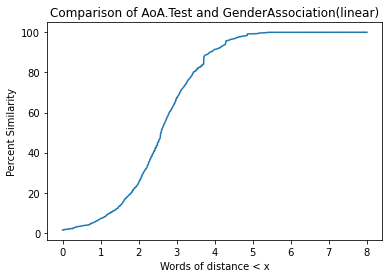 Comparison of AoA.Test and GenderAssociation(linear)
100
80
60
40
20
0
Percent Similarity
0 1 2 3 4 5 6 7 8
Words of distance < x